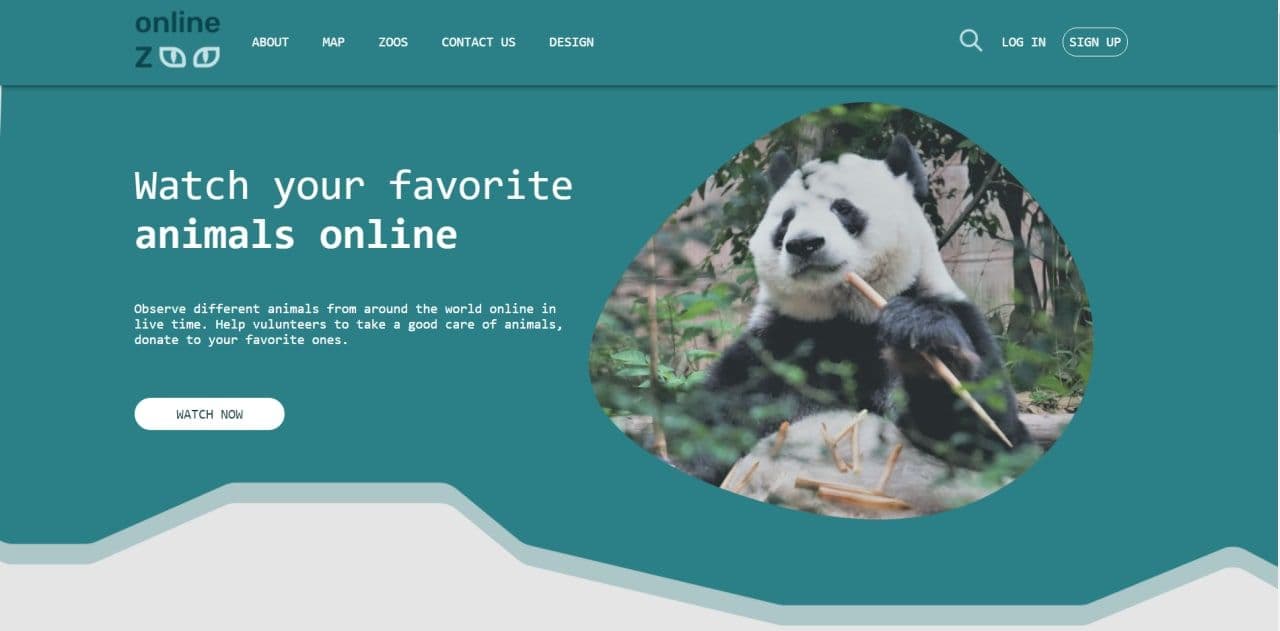 online
ZOO
ABOUT MAP ZOOS CONTACT US DESIGN
LOG IN SIGN UP
Watch your favorite
animals online
Observe different animals from around the world online in
live time. Help vulunteers to take a good care of animals,
donate to your favorite ones.
WATCH NOW